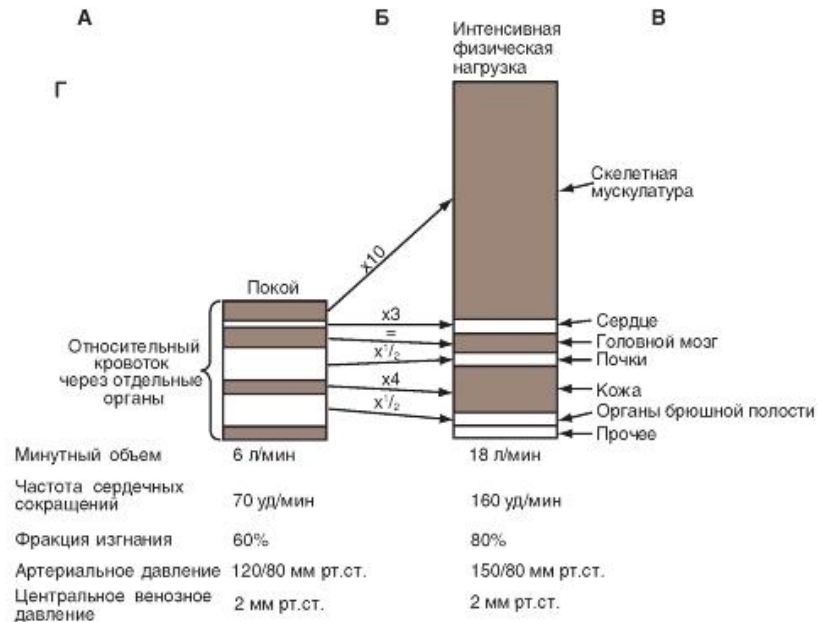 А
Б
В
Интенсивная
физическая
нагрузка
Г
Скелетная
мускулатура
x10
Покой
x3
=
x1/2
x4
x1/2
Относительный
кровоток
через отдельные
органы
Сердце
Головной мозг
Почки
Кожа
Органы брюшной полости
Прочее
Минутный объем 6 л/мин 18 л/мин
Частота сердечных
сокращений 70 уд/мин 160 уд/мин
Фракция изгнания 60% 80%
Артериальное давление 120/80 мм рт.ст. 150/80 мм рт.ст.
Центральное венозное
давление 2 мм рт.ст. 2 мм рт.ст.